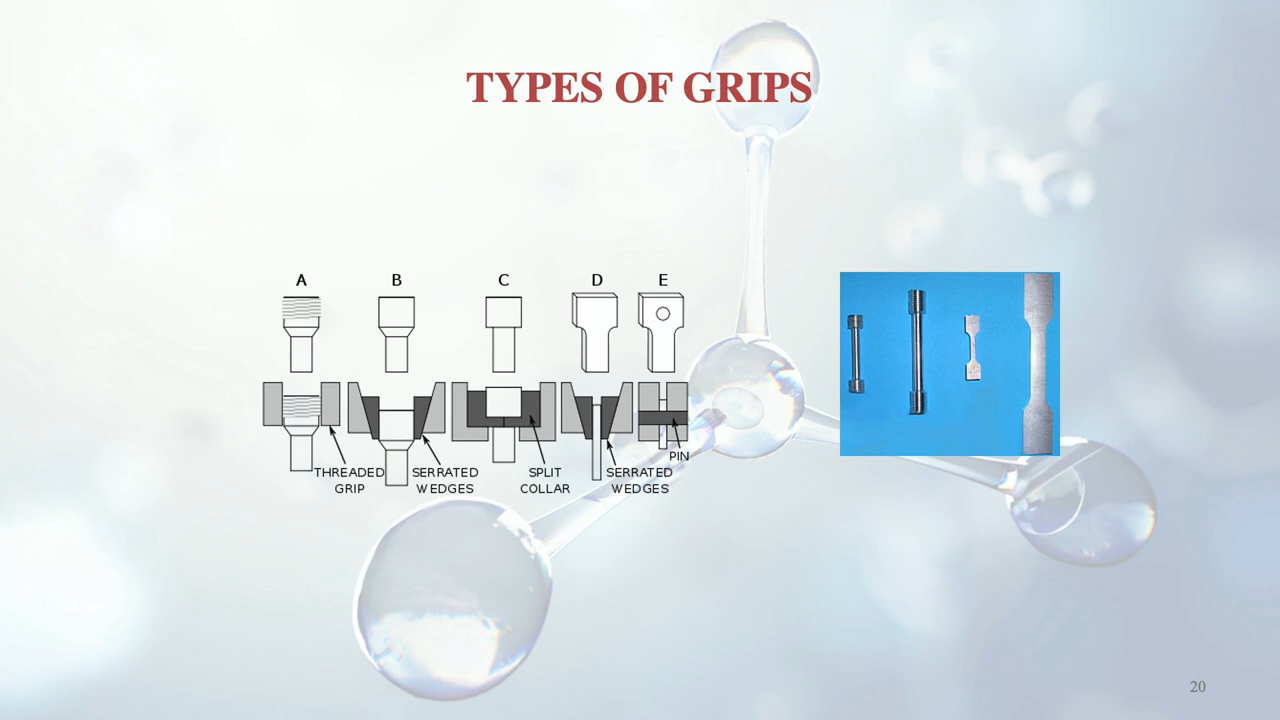 TYPES OF GRIPS
A B C D E
PIN
THREADED SERRATED SPLIT SERRATED
GRIP WEDGES COLLAR WEDGES
20